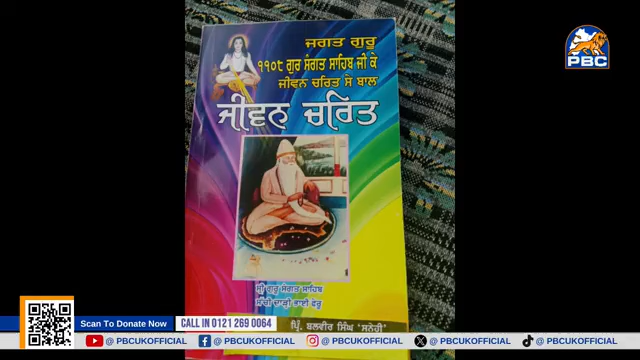 ਜਗਤ ਗੁਰੂ
੧੧੦੮ ਗੁਰ ਸੰਗਤ ਸਾਹਿਬ ਜੀ ਕੇ
ਜੀਵਨ ਚਰਿਤ ਸੇ ਬਾਲ
ਜੀਵਨ ਚਰਿਤ
ਸ੍ਰੀ ਗੁਰੂ ਸੰਗਤ ਸਾਹਿਬ
ਸੱਚੀ ਦਾੜੀ ਭਾਈ ਫੇਰੂ
ਪ੍ਰਿੰ. ਬਲਵੀਰ ਸਿੰਘ 'ਸਨੇਹੀ'
PBC
Scan To Donate Now
CALL IN 0121 269 0064
@ PBCUKOFFICIAL
@PBCUKOFFICIAL
@PBCUKOFFICIAL
@PBCUKOFFICIAL